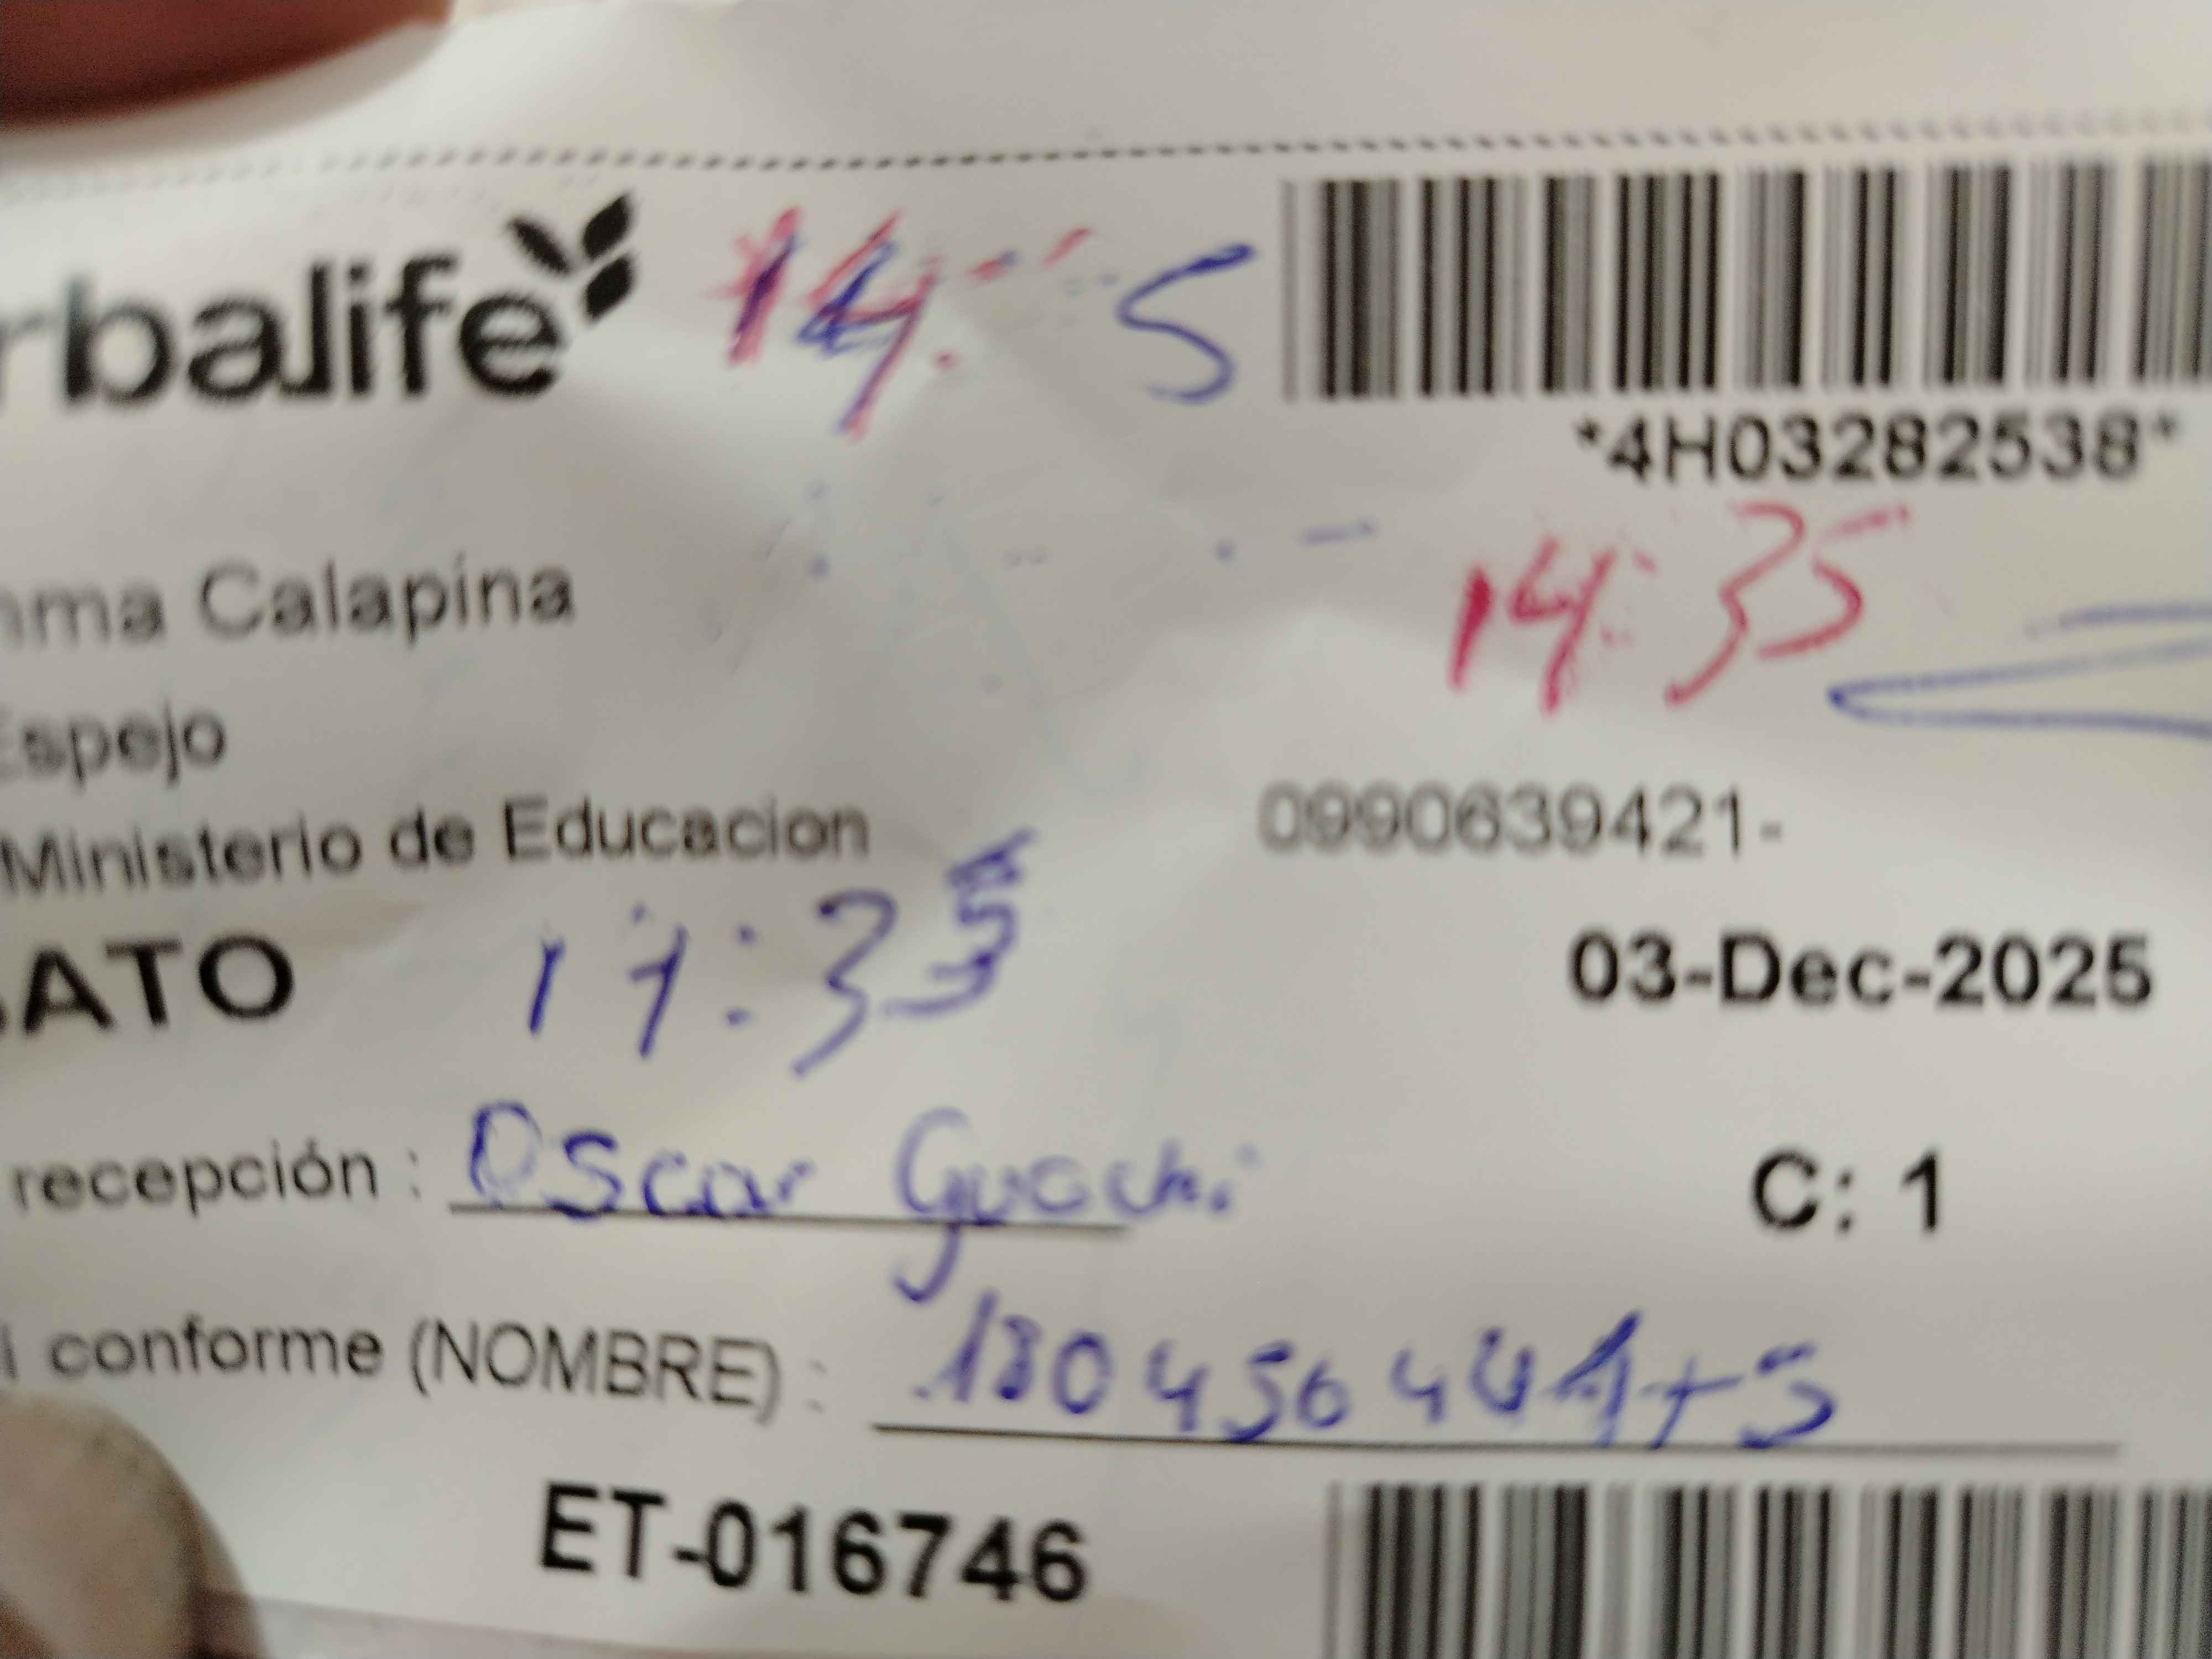 rbalife 14: 5
*4H03282538*
ma Calapina 14:35
Espejo
Ministerio de Educacion 0990639421-
ATO 11:35 03-Dec-2025
recepción : Oscar C: 1
conforme (NOMBRE) :
ET-016746